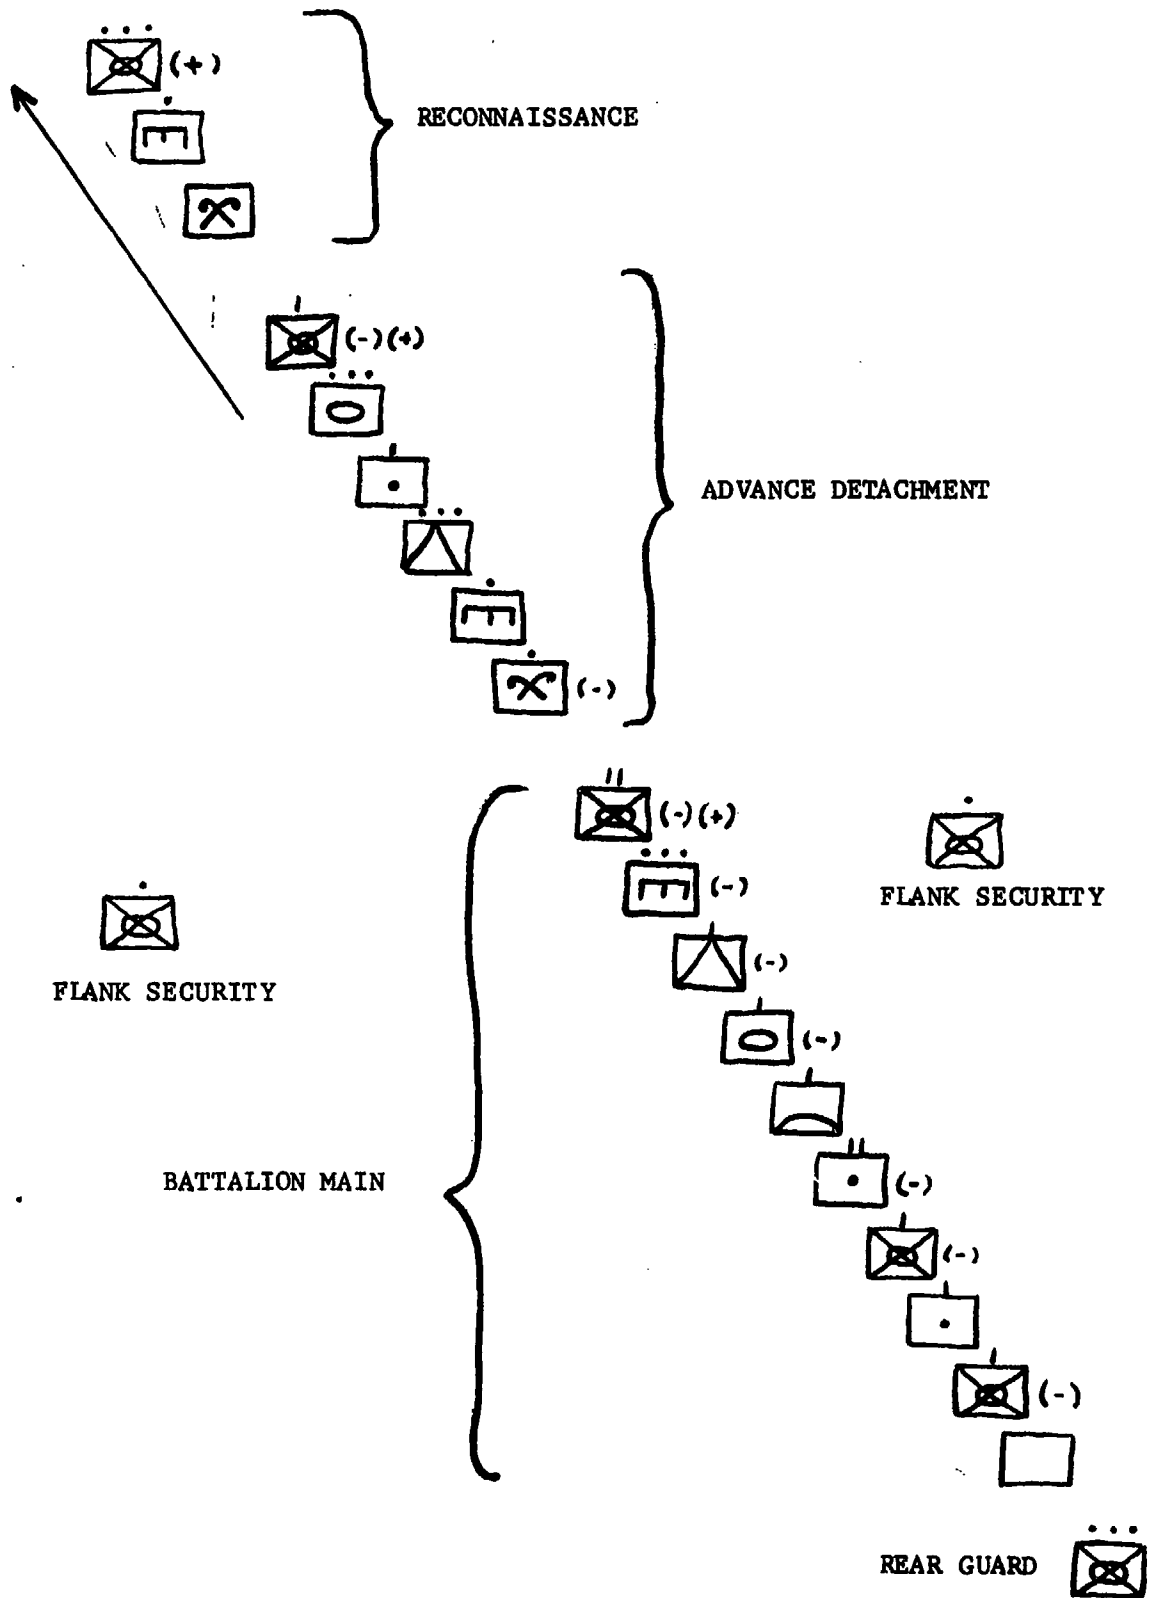 (+)
RECONNAISSANCE
(-)(+)
ADVANCE DETACHMENT
(-)
(-)(+)
(-)
FLANK SECURITY
(-)
FLANK SECURITY
(-)
BATTALION MAIN
(-)
(-)
(-)
REAR GUARD